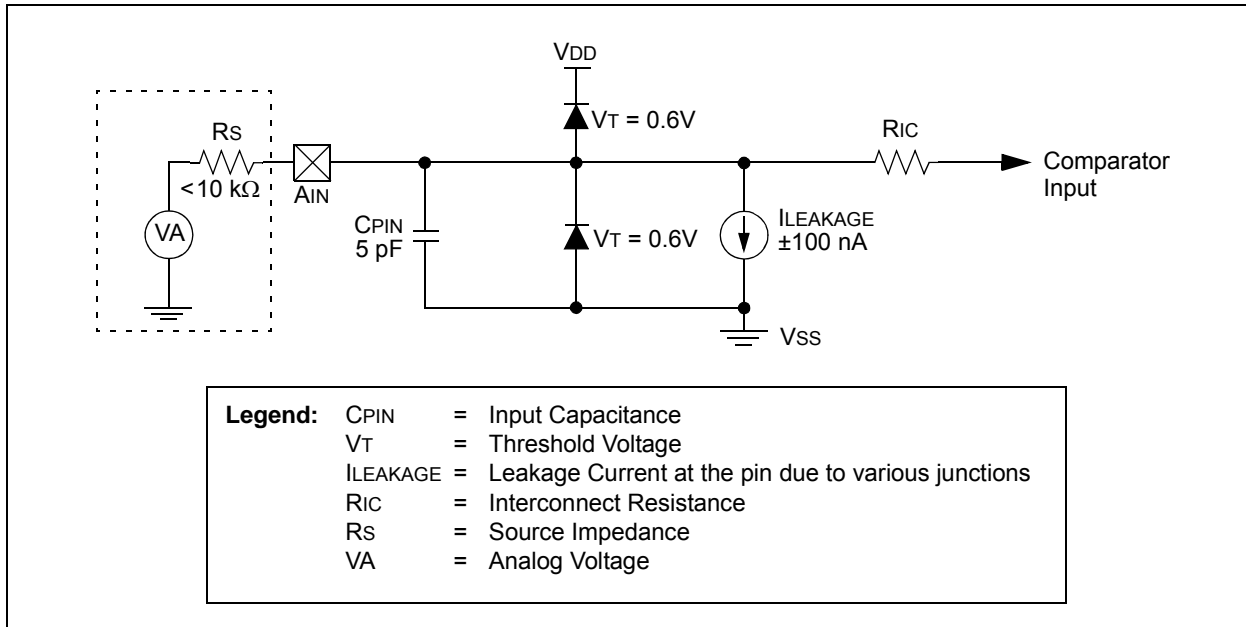 VDD
VT = 0.6V
RIC
Comparator
Input
RS
<10 kΩ
AIN
VA
CPIN
5 pF
VT = 0.6V
ILEAKAGE
±100 nA
VSS
Legend: CPIN = Input Capacitance
VT = Threshold Voltage
ILEAKAGE = Leakage Current at the pin due to various junctions
RIC = Interconnect Resistance
RS = Source Impedance
VA = Analog Voltage